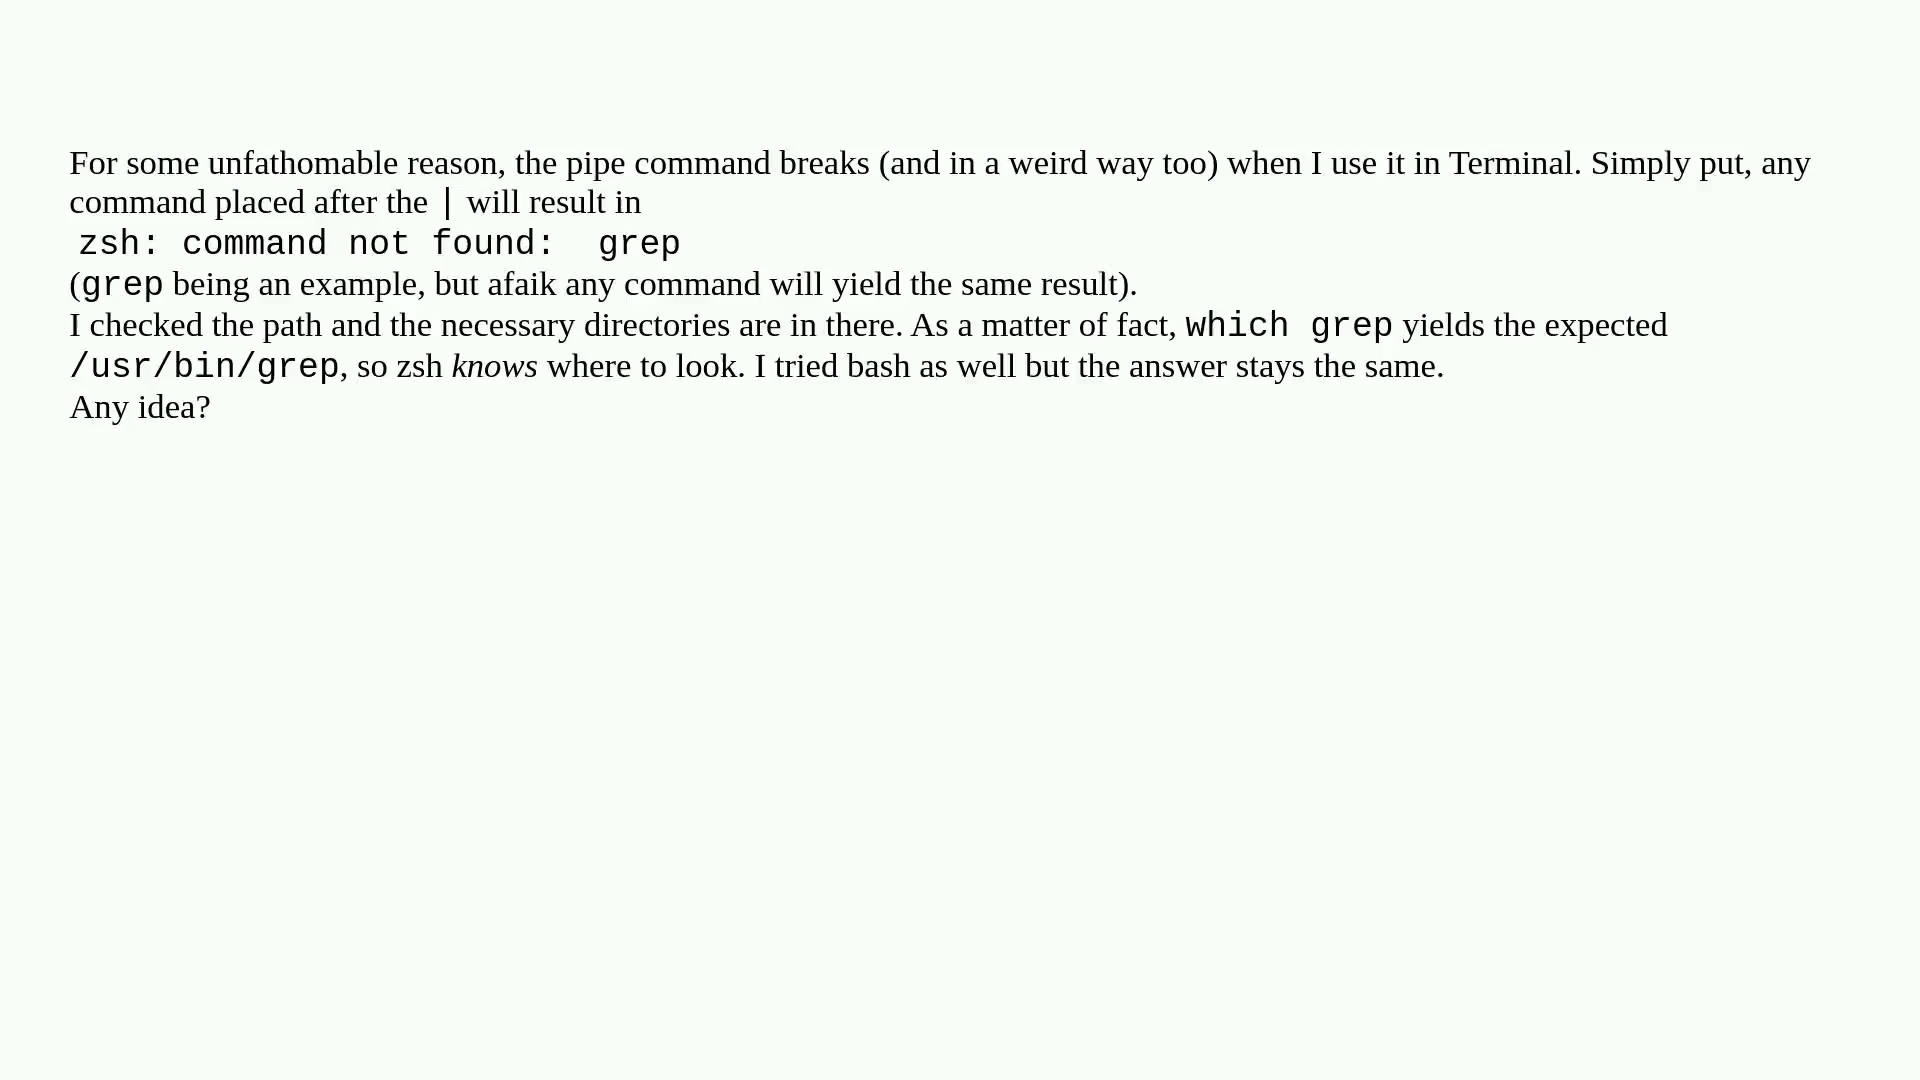 For some unfathomable reason, the pipe command breaks (and in a weird way too) when I use it in Terminal. Simply put, any
command placed after the | will result in
zsh: command not found:  grep
(grep being an example, but afaik any command will yield the same result).
I checked the path and the necessary directories are in there. As a matter of fact, which grep yields the expected
/usr/bin/grep, so zsh knows where to look. I tried bash as well but the answer stays the same.
Any idea?